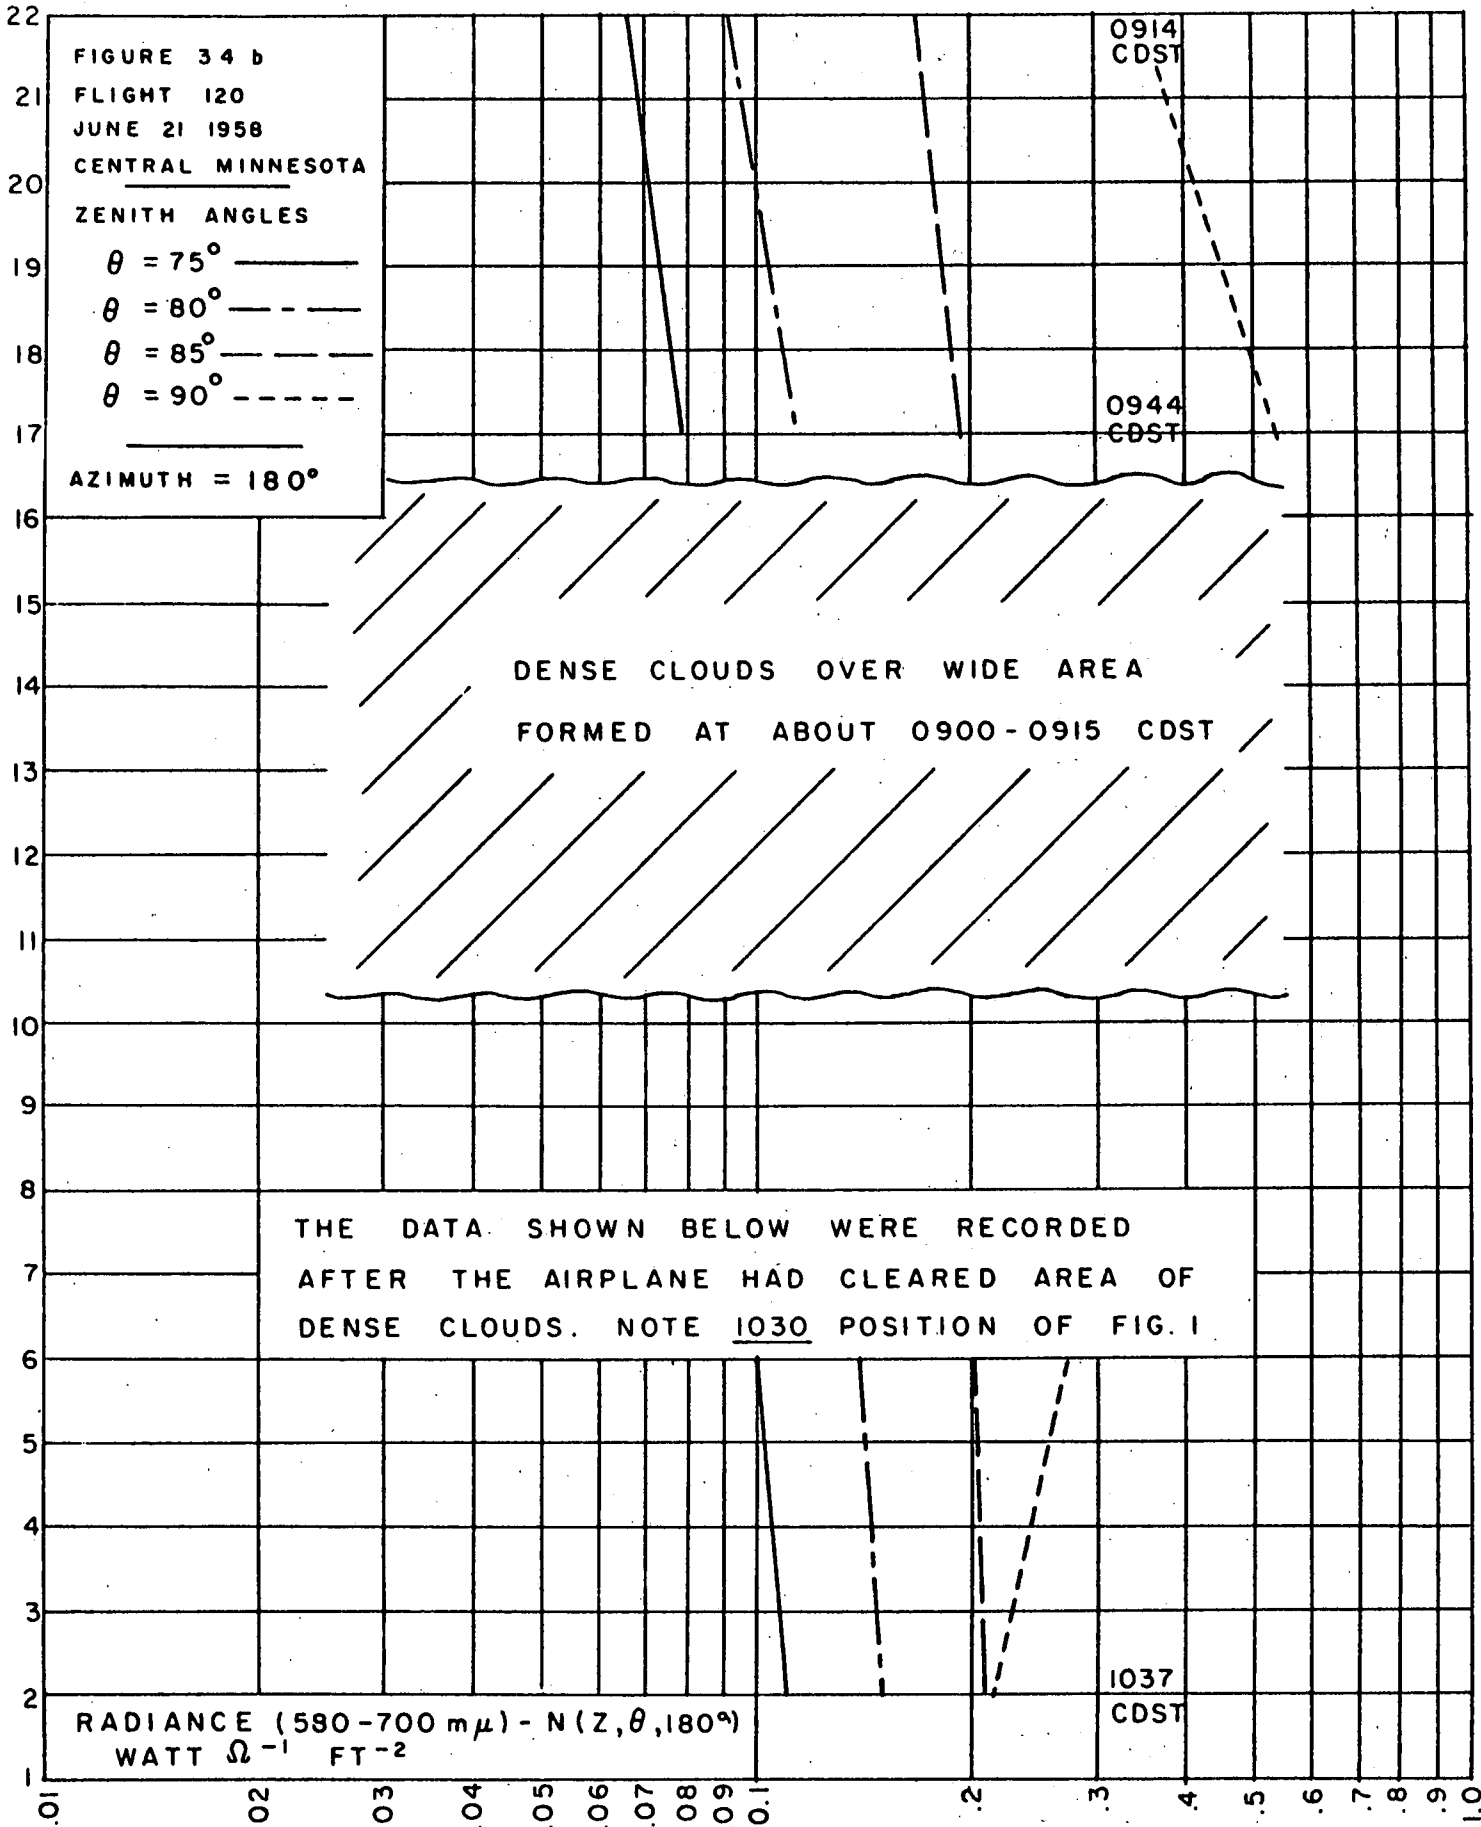 FIGURE 34 b
FLIGHT 120
JUNE 21 1958
CENTRAL MINNESOTA
ZENITH ANGLES
θ = 75°
θ = 80°
θ = 85°
θ = 90°
AZIMUTH = 180°
0914
CDST
0944
CDST
DENSE CLOUDS OVER WIDE AREA
FORMED AT ABOUT 0900-0915 CDST
THE DATA SHOWN BELOW WERE RECORDED
AFTER THE AIRPLANE HAD CLEARED AREA OF
DENSE CLOUDS. NOTE 1030 POSITION OF FIG. 1
1037
CDST
RADIANCE (580-700 mμ) - N(Z,θ,180°)
WATT Ω⁻¹ FT⁻²
22
21
20
19
18
17
16
15
14
13
12
11
10
9
8
7
6
5
4
3
2
1
.01 .02 .03 .04 .05 .06 .07 .08 .09 0.1 .2 .3 .4 .5 .6 .7 .8 .9 1.0